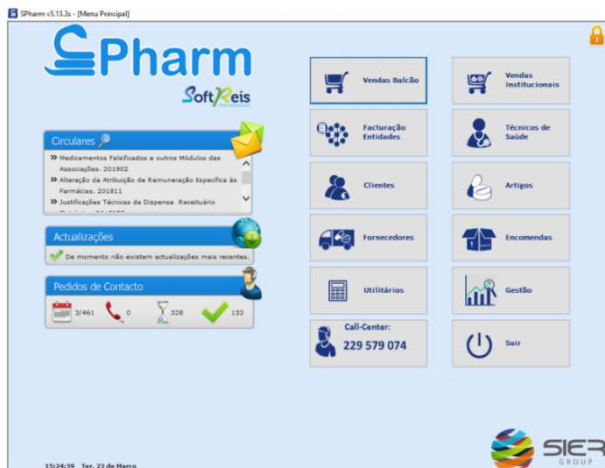 SPharm v5.13.3s - [Menu Principal]
SPharm
SoftReis
Circulares
» Medicamentos Falsificados e outros Módulos das
Associações. 201902
» Alteração da Atribuição de Remuneração Específica às
Farmácias. 201811
» Justificações Técnicas de Dispensa Receituário
Actualizações
De momento não existem actualizações mais recentes.
Pedidos de Contacto
3/461 0 328 133
Vendas Balcão
Vendas
Institucionais
Facturação
Entidades
Técnicos de
Saúde
Clientes
Artigos
Fornecedores
Encomendas
Utilitários
Gestão
Call-Center:
229 579 074
Sair
15:24:39 Ter, 23 de Março
SIER
GROUP